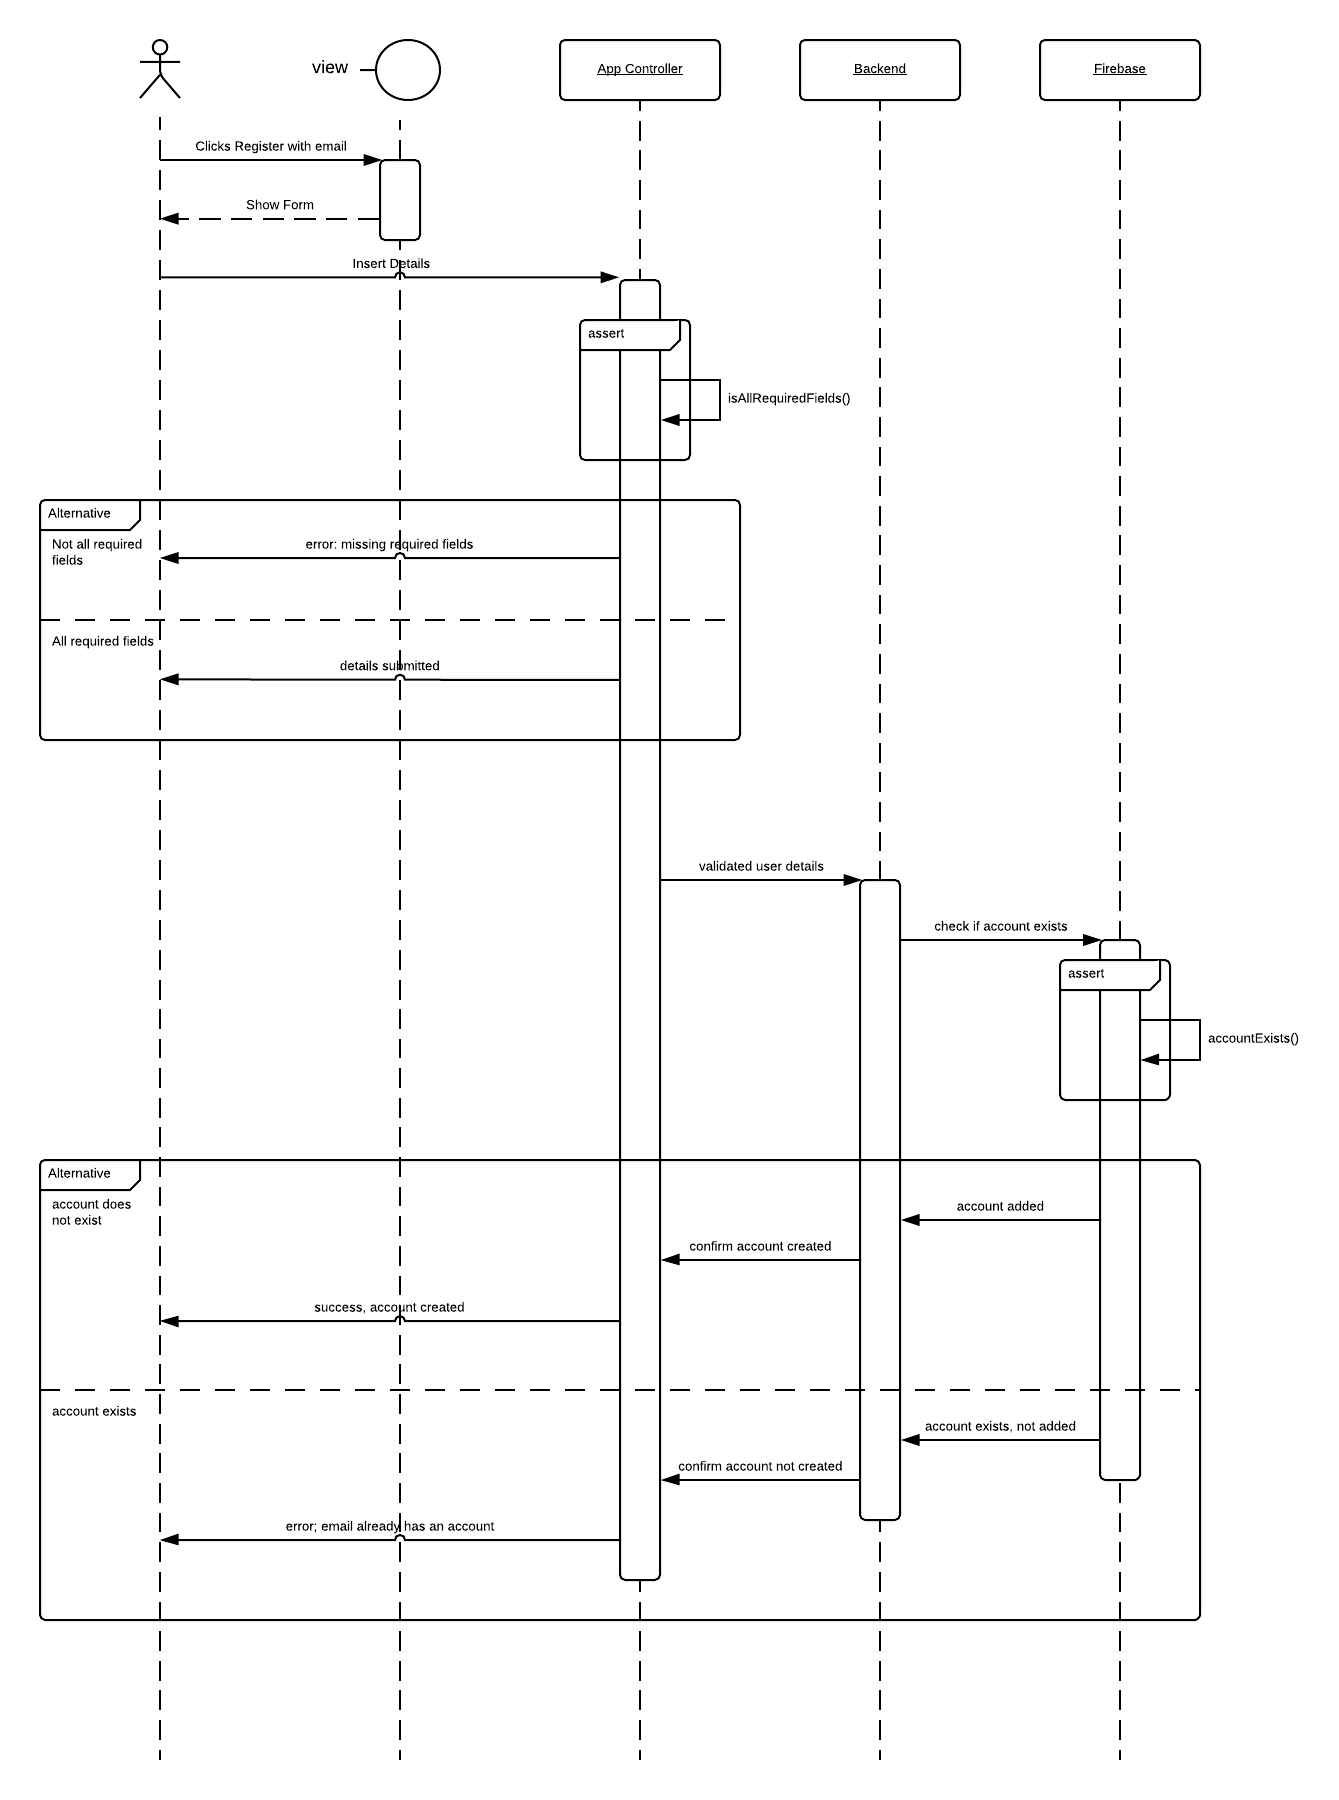 view
App Controller
Backend
Firebase
Clicks Register with email
Show Form
Insert Details
assert
isAllRequiredFields()
Alternative
Not all required
fields
error: missing required fields
All required fields
details submitted
validated user details
check if account exists
assert
accountExists()
Alternative
account does
not exist
account added
confirm account created
success, account created
account exists
account exists, not added
confirm account not created
error; email already has an account